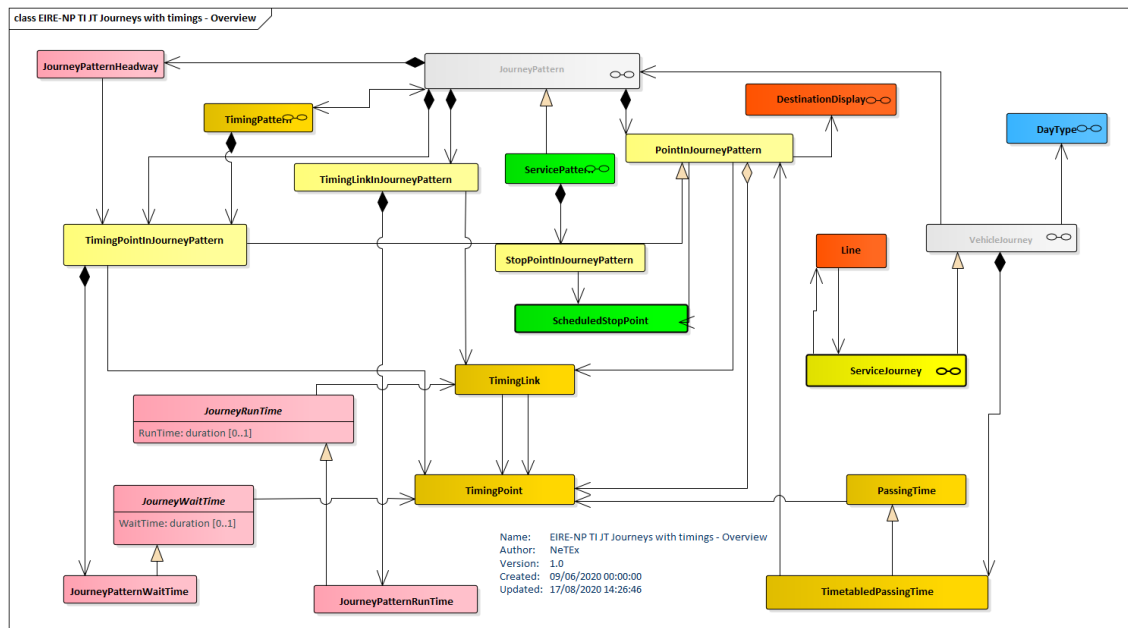 class EIRE-NP TI JT Journeys with timings - Overview
JourneyPatternHeadway
JourneyPattern
TimingPattern
DestinationDisplay
DayType
PointInJourneyPattern
TimingLinkInJourneyPattern
ServicePattern
TimingPointInJourneyPattern
VehicleJourney
Line
StopPointInJourneyPattern
ScheduledStopPoint
ServiceJourney
TimingLink
JourneyRunTime
RunTime: duration [0..1]
TimingPoint
PassingTime
JourneyWaitTime
WaitTime: duration [0..1]
Name: EIRE-NP TI JT Journeys with timings - Overview
Author: NeTEx
Version: 1.0
Created: 09/06/2020 00:00:00
Updated: 17/08/2020 14:26:46
JourneyPatternWaitTime
JourneyPatternRunTime
TimetabledPassingTime